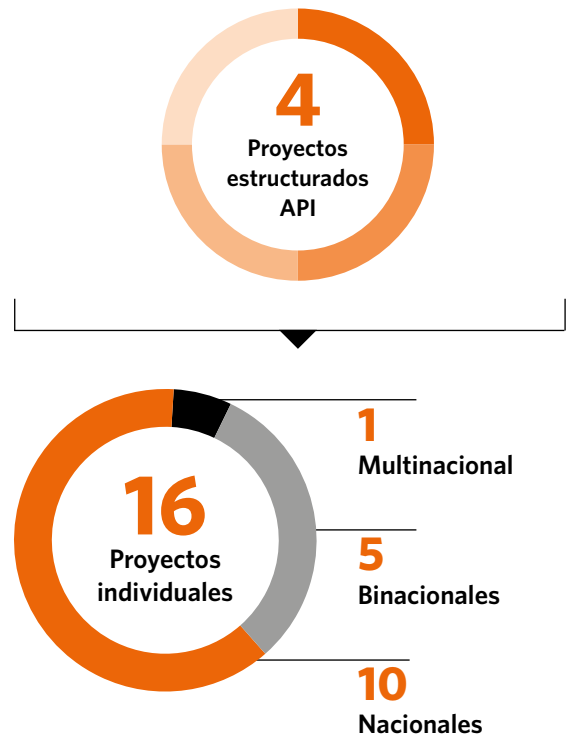 4
Proyectos
estructurados
API
16
Proyectos
individuales
1
Multinacional
5
Binacionales
10
Nacionales